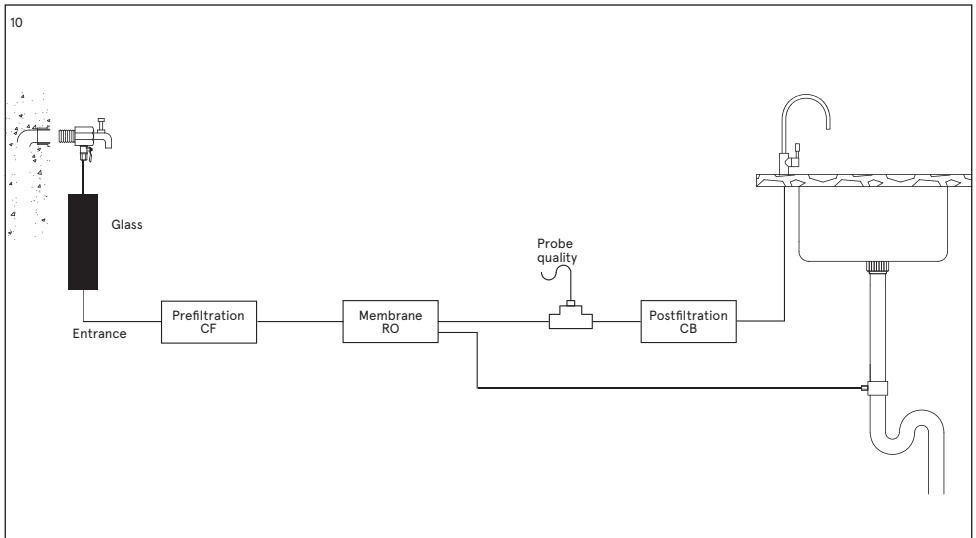 10
Glass
Entrance
Prefiltration
CF
Membrane
RO
Probe
quality
Postfiltration
CB